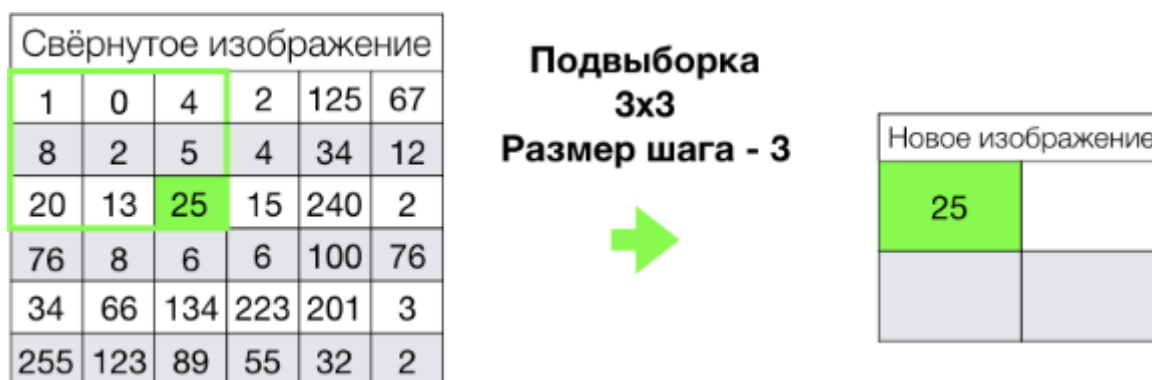 Свёрнутое изображение
1 0 4 2 125 67
8 2 5 4 34 12
20 13 25 15 240 2
76 8 6 6 100 76
34 66 134 223 201 3
255 123 89 55 32 2
Подвыборка
3x3
Размер шага - 3
Новое изображение
25